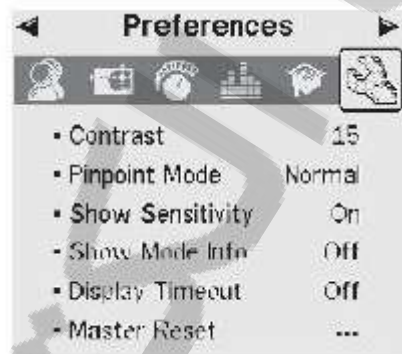 Preferences
▪ Contrast 15
▪ Pinpoint Mode Normal
▪ Show Sensitivity On
▪ Show Mode Info Off
▪ Display Timeout Off
▪ Master Reset ---